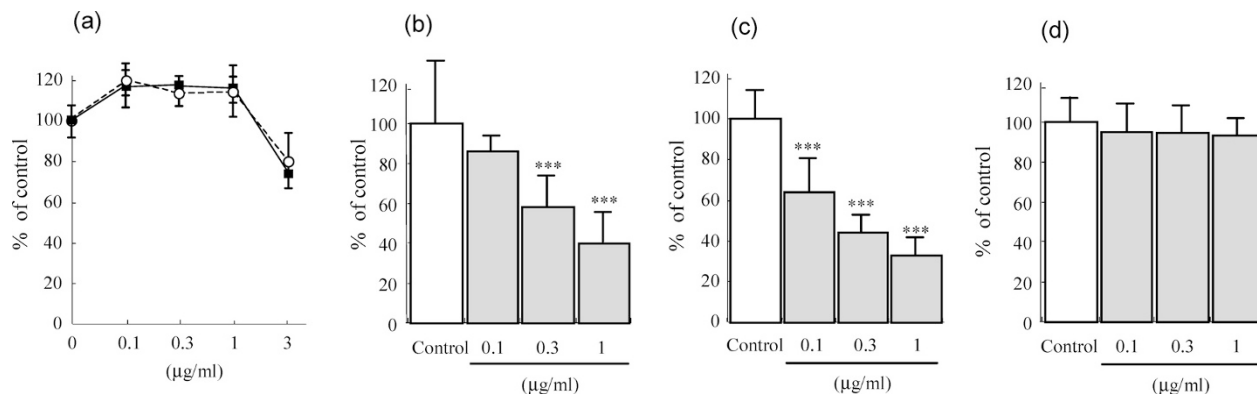 (a)
% of control
120
100
80
60
40
20
0
0 0.1 0.3 1 3
(μg/ml)
(b)
% of control
120
100
80
60
40
20
0
***
***
Control 0.1 0.3 1
(μg/ml)
(c)
% of control
120
100
80
60
40
20
0
***
***
***
Control 0.1 0.3 1
(μg/ml)
(d)
% of control
120
100
80
60
40
20
0
Control 0.1 0.3 1
(μg/ml)